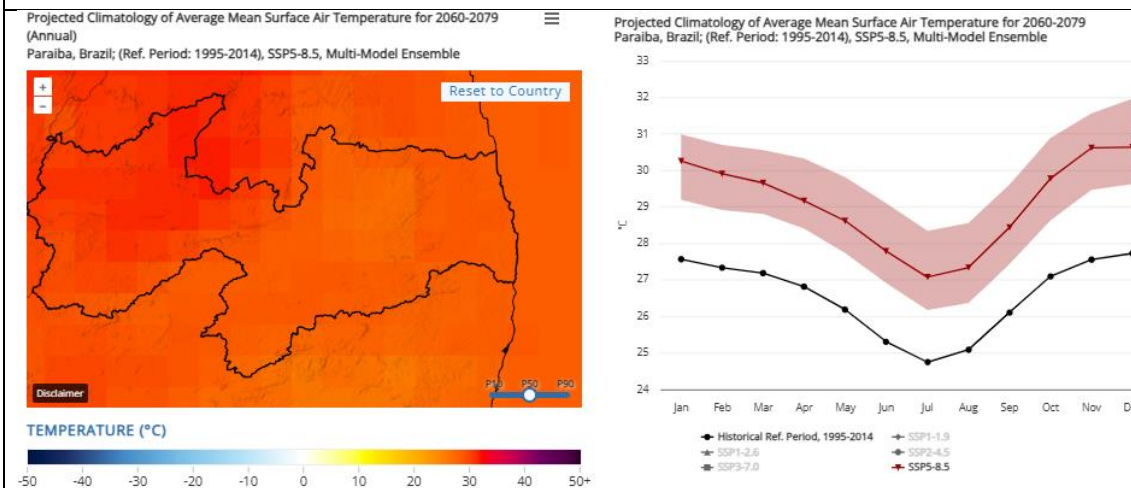 Projected Climatology of Average Mean Surface Air Temperature for 2060-2079
(Annual)
Paraiba, Brazil; (Ref. Period: 1995-2014), SSP5-8.5, Multi-Model Ensemble
+
−
Reset to Country
Disclaimer
P10 P50 P90
TEMPERATURE (°C)
-50 -40 -30 -20 -10 0 10 20 30 40 50+
Projected Climatology of Average Mean Surface Air Temperature for 2060-2079
Paraiba, Brazil; (Ref. Period: 1995-2014), SSP5-8.5, Multi-Model Ensemble
33
32
31
30
29
28
27
26
25
24
°C
Jan Feb Mar Apr May Jun Jul Aug Sep Oct Nov D
Historical Ref. Period, 1995-2014 SSP1-1.9
SSP1-2.6 SSP2-4.5
SSP3-7.0 SSP5-8.5